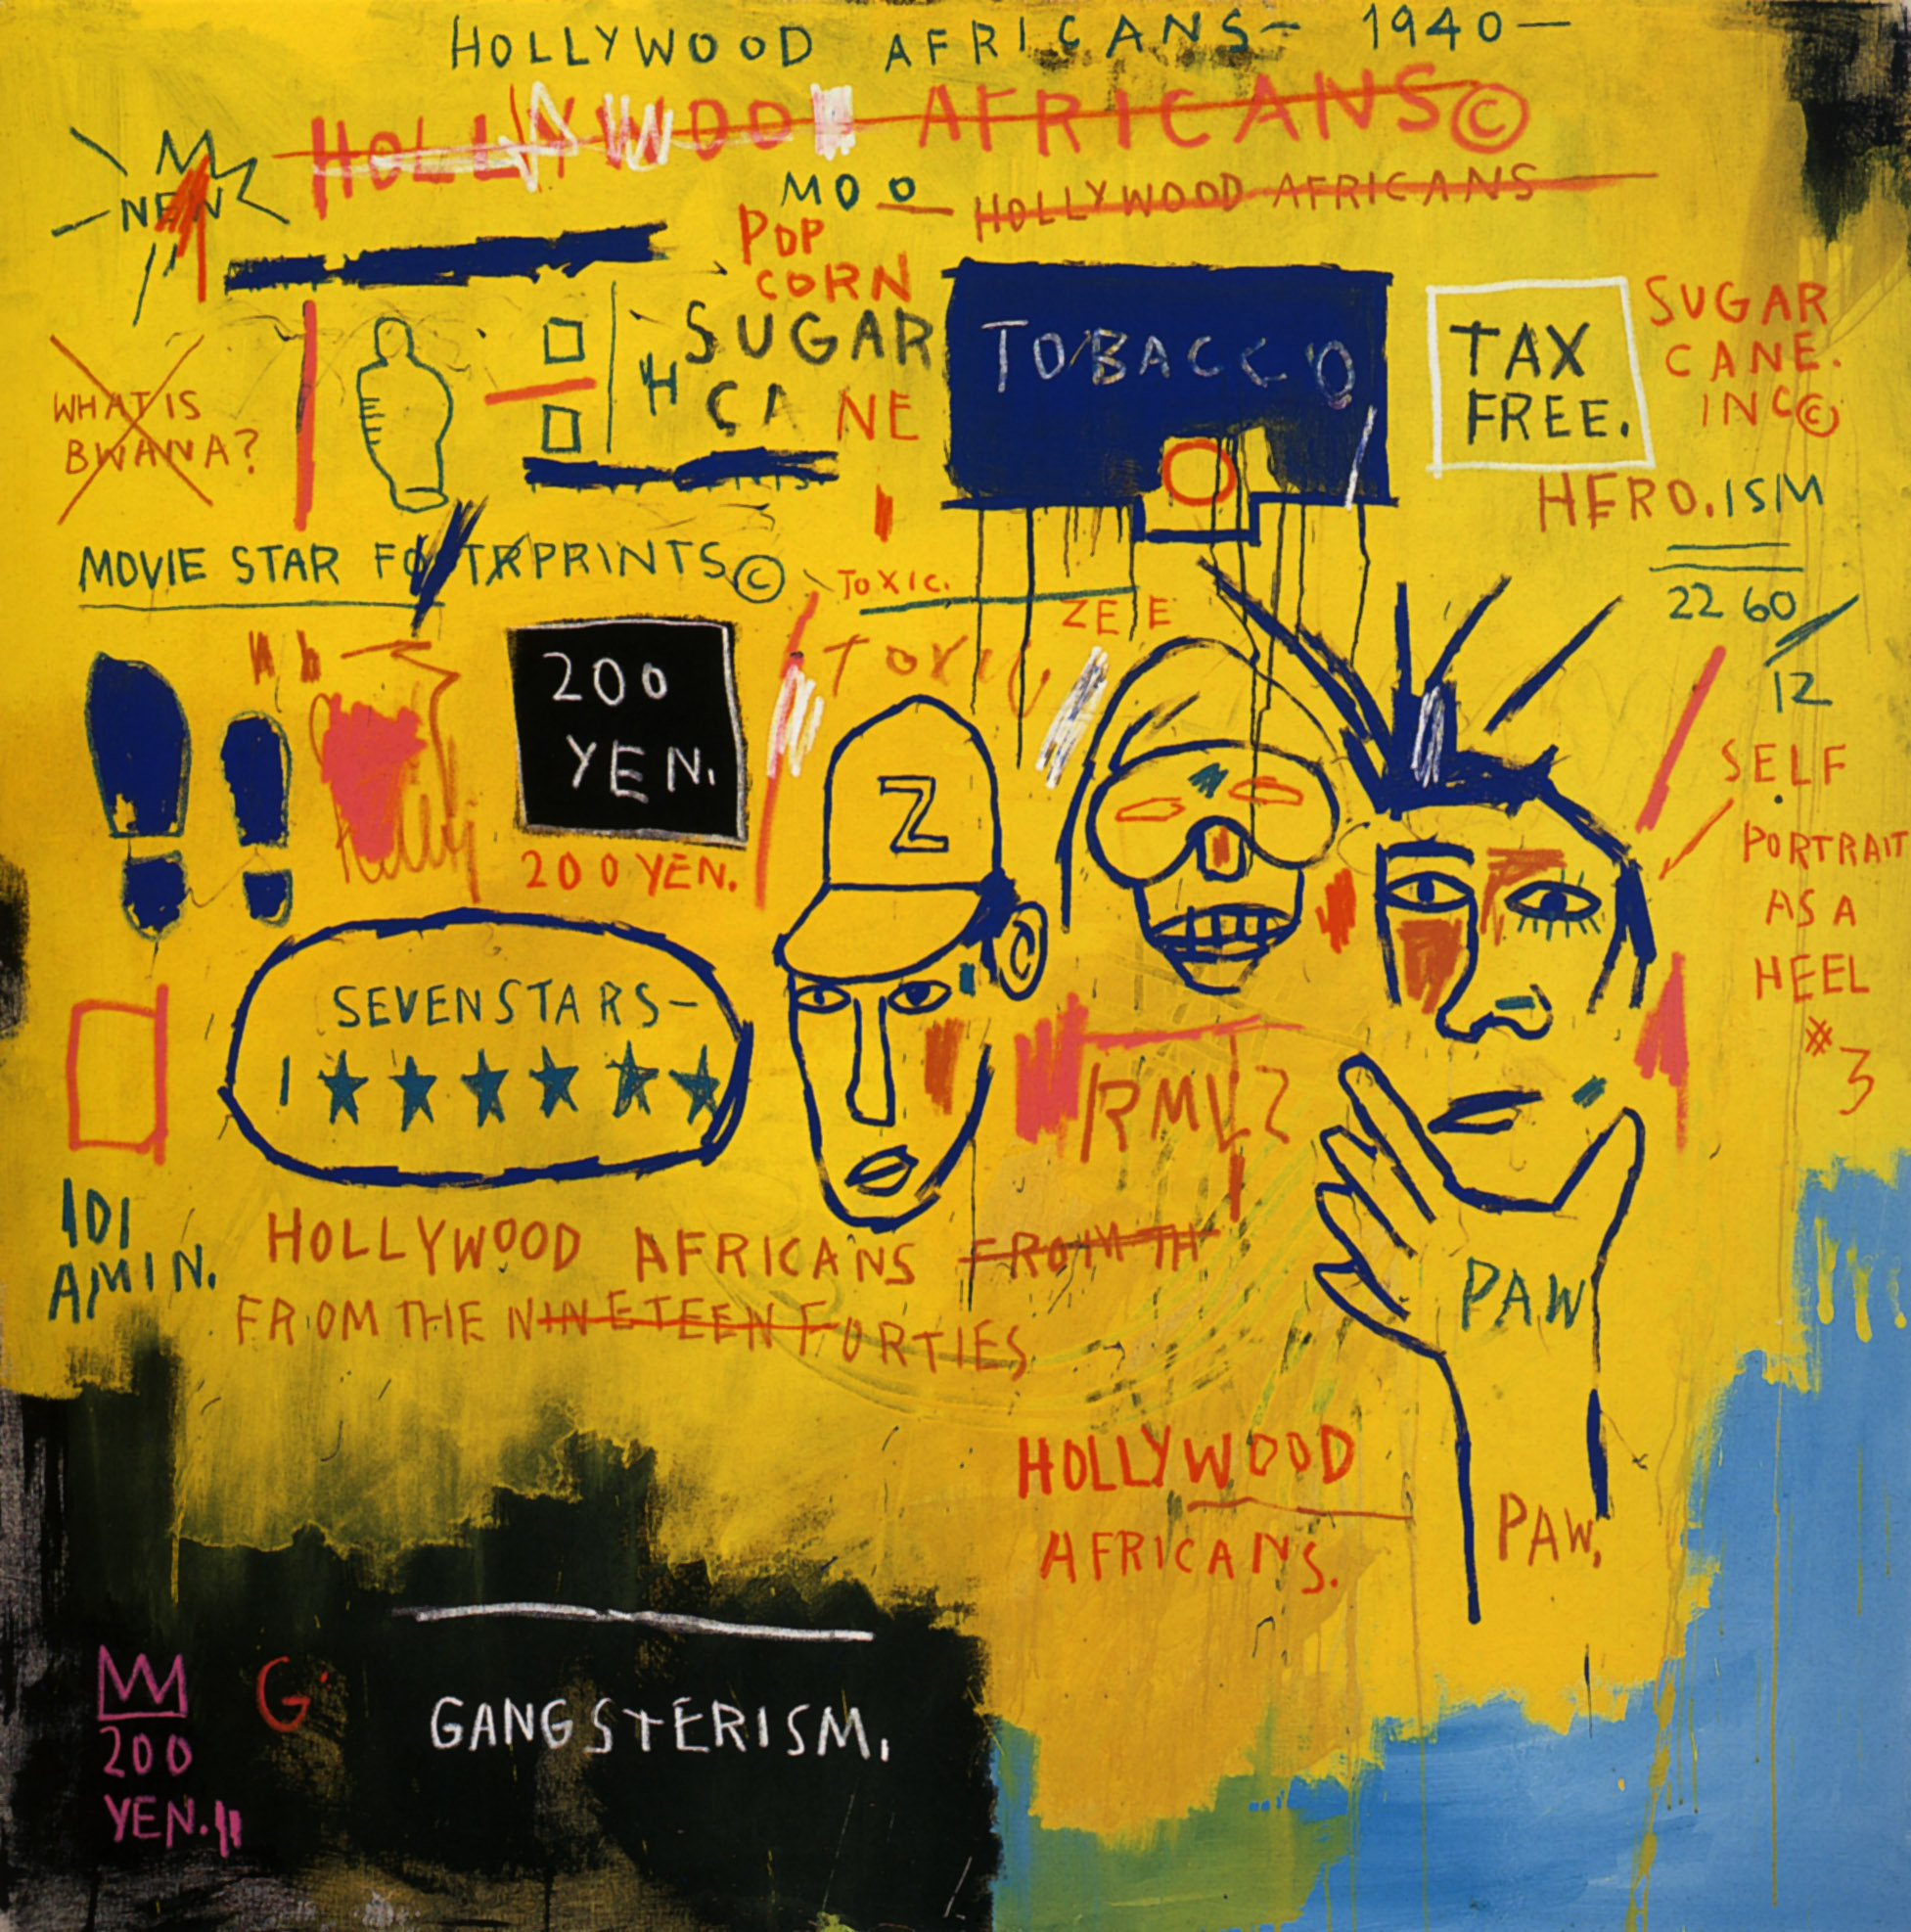 HOLLYWOOD AFRICANS - 1940 —
HOLLYWOOD AFRICANS©
NEW
MOO
HOLLYWOOD AFRICANS
POP
CORN
SUGAR
CANE
TOBACCO
TAX
FREE.
SUGAR
CANE.
INC©
WHAT IS
BWANA?
HERO.ISM
MOVIE STAR FOOTPRINTS©
TOXIC.
ZEE
2260
12
TOXIC
200
YEN.
200 YEN.
Z
SELF
PORTRAIT
AS A
HEEL
#3
SEVEN STARS-
1 ★ ★ ★ ★ ★ ★
RMLZ
IDI
AMIN.
HOLLYWOOD AFRICANS FROM TH
FROM THE NINETEEN FORTIES
PAW
HOLLYWOOD
AFRICANS.
PAW,
200
YEN.
G
GANGSTERISM.